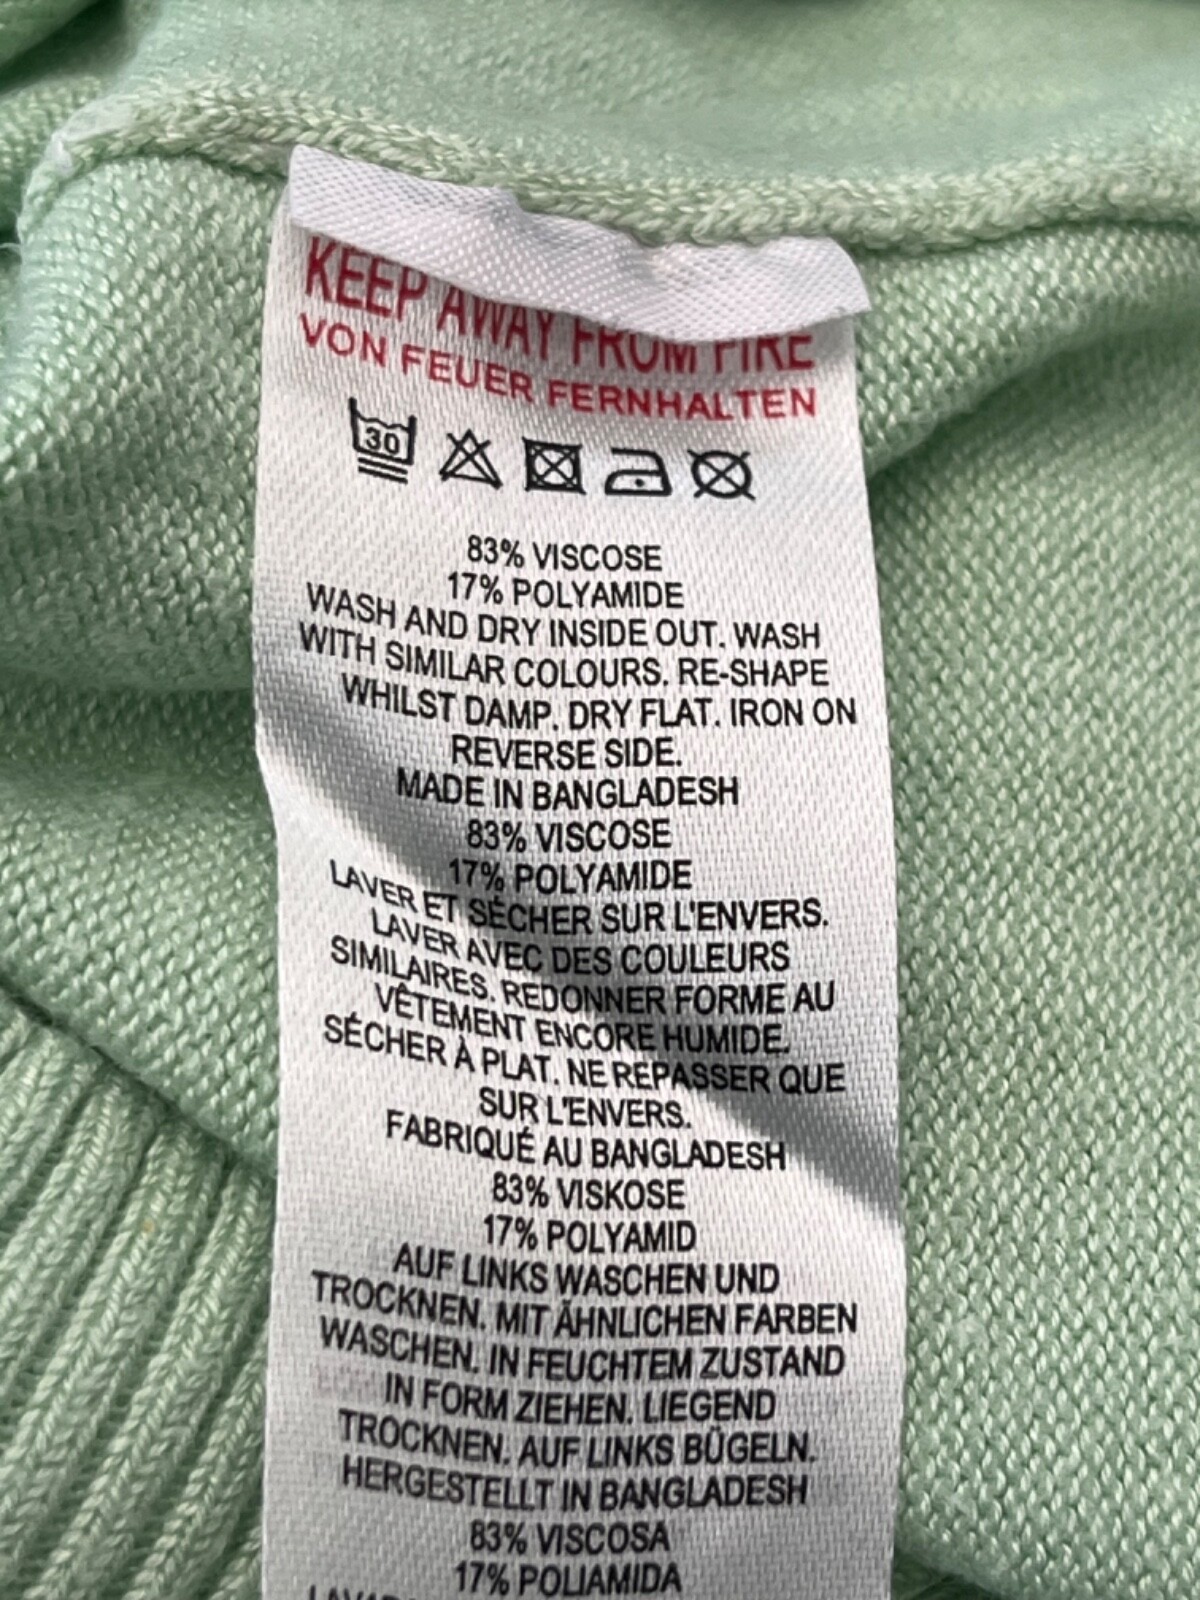 KEEP AWAY FROM FIRE
VON FEUER FERNHALTEN
30
83% VISCOSE
17% POLYAMIDE
WASH AND DRY INSIDE OUT. WASH
WITH SIMILAR COLOURS. RE-SHAPE
WHILST DAMP. DRY FLAT. IRON ON
REVERSE SIDE.
MADE IN BANGLADESH
83% VISCOSE
17% POLYAMIDE
LAVER ET SÉCHER SUR L'ENVERS.
LAVER AVEC DES COULEURS
SIMILAIRES. REDONNER FORME AU
VÊTEMENT ENCORE HUMIDE.
SÉCHER À PLAT. NE REPASSER QUE
SUR L'ENVERS.
FABRIQUÉ AU BANGLADESH
83% VISKOSE
17% POLYAMID
AUF LINKS WASCHEN UND
TROCKNEN. MIT ÄHNLICHEN FARBEN
WASCHEN. IN FEUCHTEM ZUSTAND
IN FORM ZIEHEN. LIEGEND
TROCKNEN. AUF LINKS BÜGELN.
HERGESTELLT IN BANGLADESH
83% VISCOSA
17% POLIAMIDA